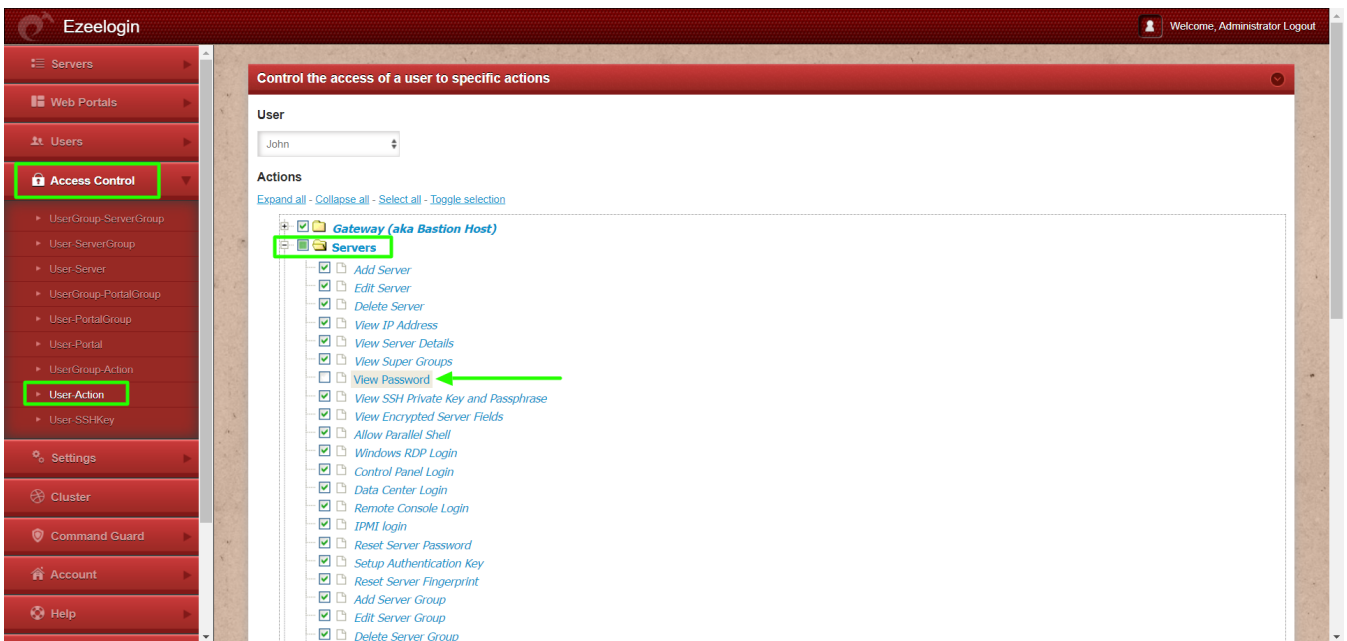 Ezeelogin
Welcome, Administrator Logout
Servers
Web Portals
Users
Access Control
UserGroup-ServerGroup
User-ServerGroup
User-Server
UserGroup-PortalGroup
User-PortalGroup
User-Portal
UserGroup-Action
User-Action
User-SSHKey
Settings
Cluster
Command Guard
Account
Help
Control the access of a user to specific actions
User
John
Actions
Expand all - Collapse all - Select all - Toggle selection
Gateway (aka Bastion Host)
Servers
Add Server
Edit Server
Delete Server
View IP Address
View Server Details
View Super Groups
View Password
View SSH Private Key and Passphrase
View Encrypted Server Fields
Allow Parallel Shell
Windows RDP Login
Control Panel Login
Data Center Login
Remote Console Login
IPMI login
Reset Server Password
Setup Authentication Key
Reset Server Fingerprint
Add Server Group
Edit Server Group
Delete Server Group